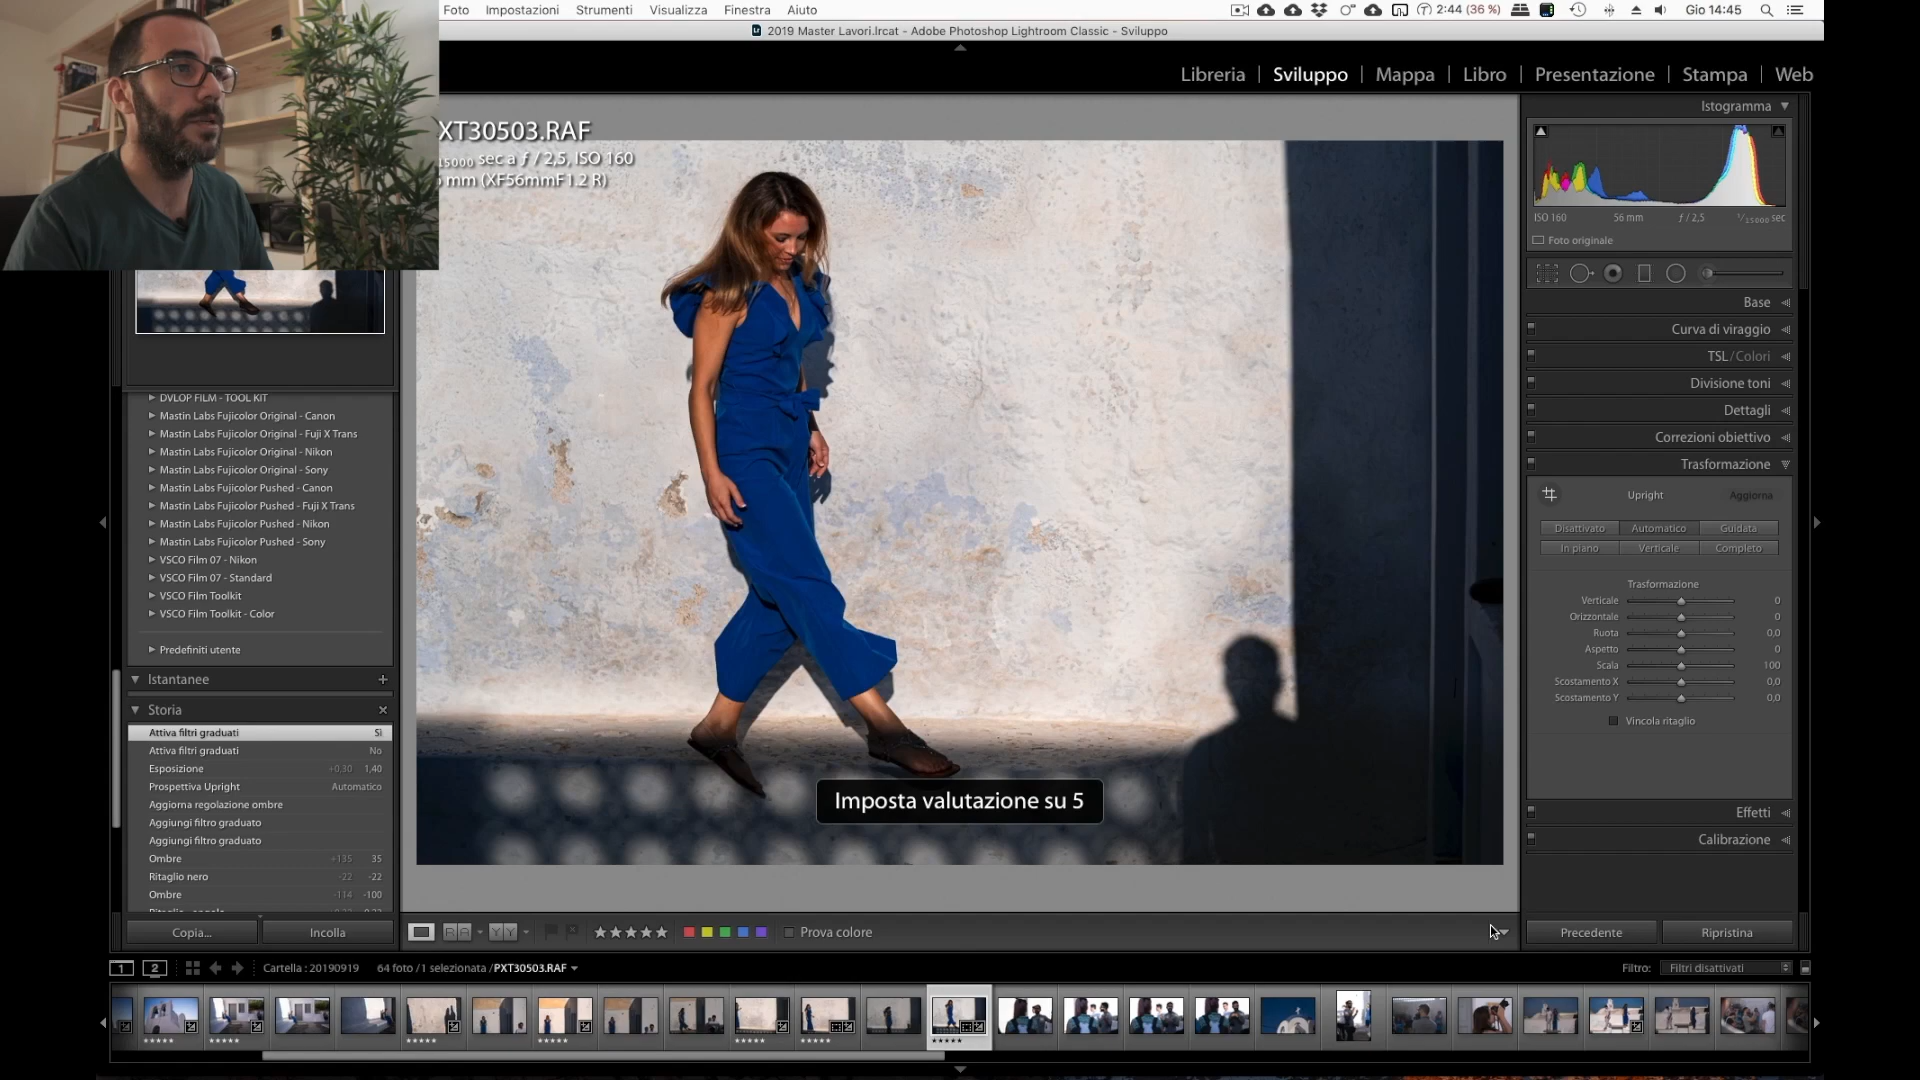 Foto Impostazioni Strumenti Visualizza Finestra Aiuto
2:44 (36 %) Gio 14:45
2019 Master Lavori.lrcat - Adobe Photoshop Lightroom Classic - Sviluppo
Libreria | Sviluppo | Mappa | Libro | Presentazione | Stampa | Web
XT30503.RAF
15000 sec a ƒ / 2,5, ISO 160
mm (XF56mmF1.2 R)
DVLOP FILM - TOOL KIT
Mastin Labs Fujicolor Original - Canon
Mastin Labs Fujicolor Original - Fuji X Trans
Mastin Labs Fujicolor Original - Nikon
Mastin Labs Fujicolor Original - Sony
Mastin Labs Fujicolor Pushed - Canon
Mastin Labs Fujicolor Pushed - Fuji X Trans
Mastin Labs Fujicolor Pushed - Nikon
Mastin Labs Fujicolor Pushed - Sony
VSCO Film 07 - Nikon
VSCO Film 07 - Standard
VSCO Film Toolkit
VSCO Film Toolkit - Color
Predefiniti utente
Istantanee +
Storia
Attiva filtri graduati Sì
Attiva filtri graduati No
Esposizione +0,30 1,40
Prospettiva Upright Automatico
Aggiorna regolazione ombre
Aggiungi filtro graduato
Aggiungi filtro graduato
Ombre +135 35
Ritaglio nero -22 -22
Ombre -114 -100
Copia... Incolla
Imposta valutazione su 5
Prova colore
Istogramma
ISO 160 56 mm ƒ / 2,5 1/15000 sec
Foto originale
Base
Curva di viraggio
TSL / Colori
Divisione toni
Dettagli
Correzioni obiettivo
Trasformazione
Upright Aggiorna
Disattivato Automatico Guidata
In piano Verticale Completo
Trasformazione
Verticale 0
Orizzontale 0
Ruota 0,0
Aspetto 0
Scala 100
Scostamento X 0,0
Scostamento Y 0,0
Vincola ritaglio
Effetti
Calibrazione
Precedente Ripristina
1 2 Cartella : 20190919 64 foto / 1 selezionata / PXT30503.RAF
Filtro: Filtri disattivati